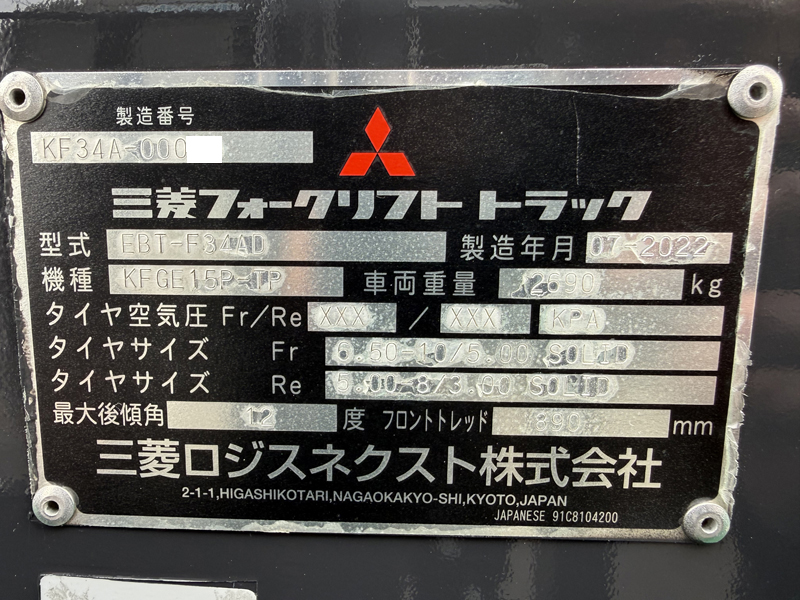 製造番号
KF34A-000
三菱フォークリフト トラック
型式 EBT-F34AD 製造年月 07-2022
機種 KFGE15P-TP 車両重量 2690 kg
タイヤ空気圧 Fr/Re XXX / XXX KPA
タイヤサイズ Fr 6.50-10/5.00 SOLID
タイヤサイズ Re 5.00-8/3.00 SOLID
最大後傾角 12 度 フロントトレッド 890 mm
三菱ロジスネクスト株式会社
2-1-1,HIGASHIKOTARI,NAGAOKAKYO-SHI,KYOTO,JAPAN
JAPANESE 91C8104200